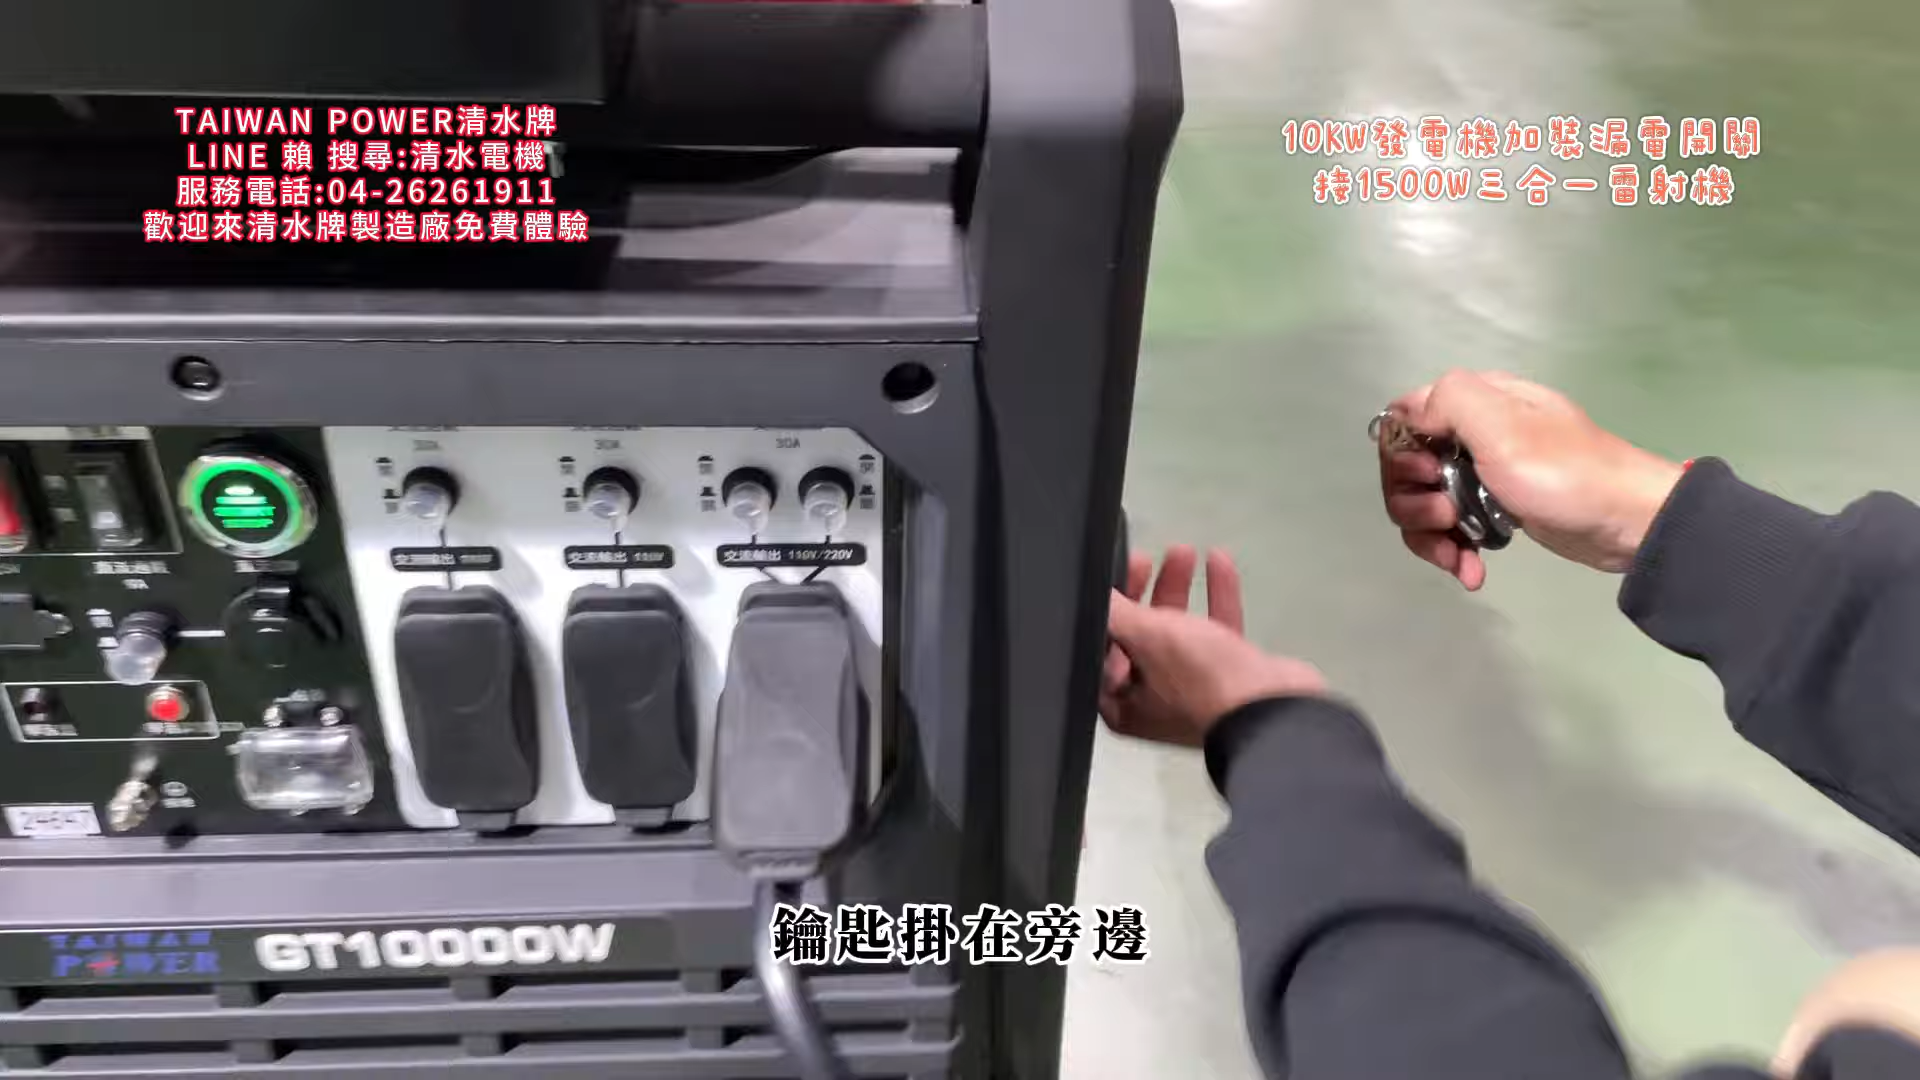 TAIWAN POWER清水牌
LINE 賴 搜尋:清水電機
服務電話:04-26261911
歡迎來清水牌製造廠免費體驗
10KW發電機加裝漏電開關
接1500W三合一雷射機
30A
30A
30A
交流輸出 110V
交流輸出 110V/220V
TAIWAN
POWER
GT10000W
鑰匙掛在旁邊